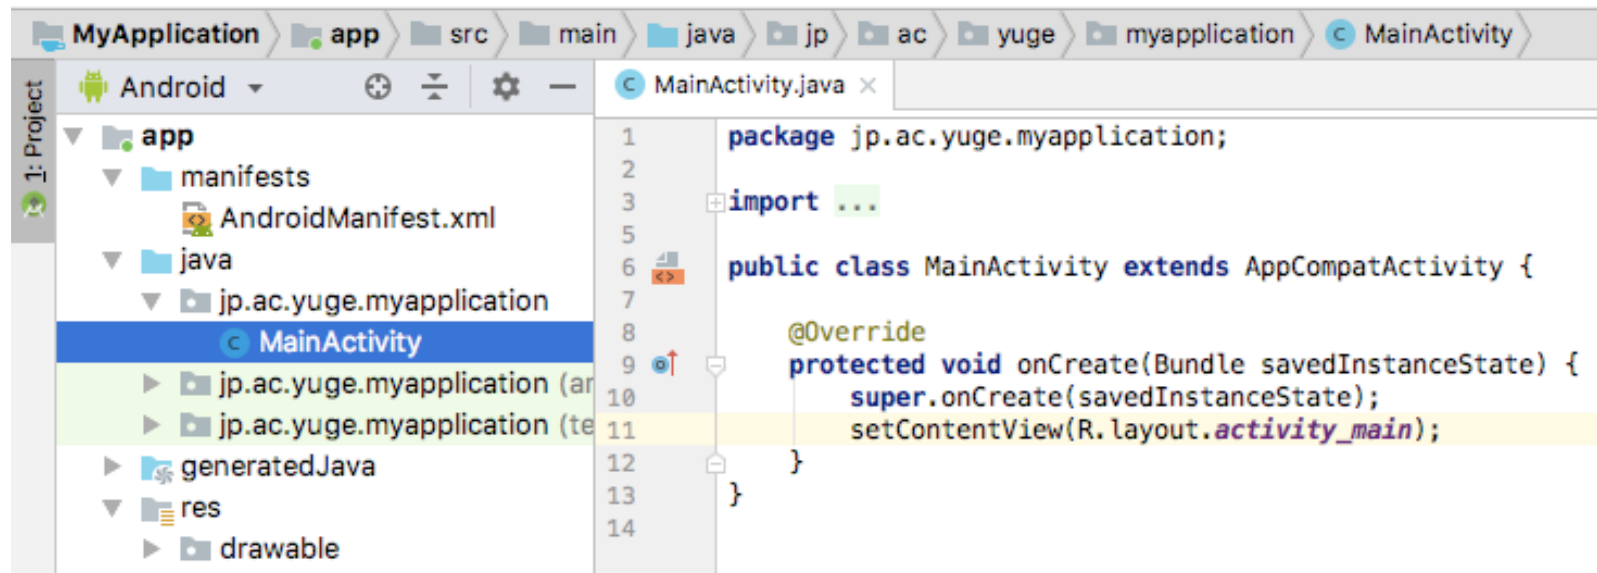 MyApplication app src main java jp ac yuge myapplication MainActivity
1: Project
Android
app
manifests
AndroidManifest.xml
java
jp.ac.yuge.myapplication
MainActivity
jp.ac.yuge.myapplication (ar
jp.ac.yuge.myapplication (te
generatedJava
res
drawable
MainActivity.java
1 package jp.ac.yuge.myapplication;
2
3 import ...
5
6 public class MainActivity extends AppCompatActivity {
7
8 @Override
9 protected void onCreate(Bundle savedInstanceState) {
10 super.onCreate(savedInstanceState);
11 setContentView(R.layout.activity_main);
12 }
13 }
14